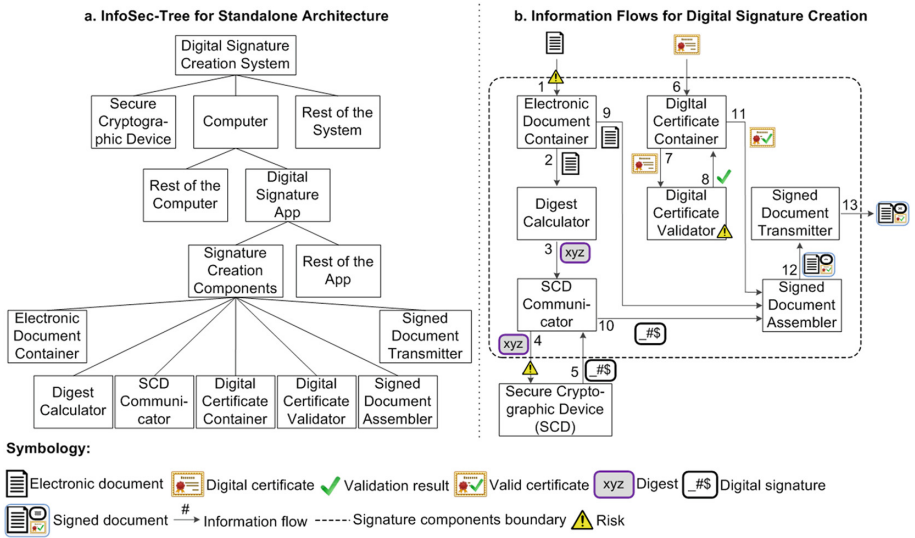 a. InfoSec-Tree for Standalone Architecture
Digital Signature
Creation System
Secure
Cryptogra-
phic Device
Computer
Rest of the
System
Rest of the
Computer
Digital
Signature
App
Signature
Creation
Components
Rest of
the App
Electronic
Document
Container
Signed
Document
Transmitter
Digest
Calculator
SCD
Communi-
cator
Digital
Certificate
Container
Digital
Certificate
Validator
Signed
Document
Assembler
b. Information Flows for Digital Signature Creation
1
6
Electronic
Document
Container
9
DigItal
Certificate
Container
11
2
7
8
Digest
Calculator
Digital
Certificate
Validator
Signed
Document
Transmitter
13
3
xyz
12
SCD
Communi-
cator
10
Signed
Document
Assembler
_#$
xyz
4
5
_#$
Secure Crypto-
graphic Device
(SCD)
Symbology:
Electronic document
Digital certificate
Validation result
Valid certificate
xyz
Digest
_#$
Digital signature
Signed document
#
Information flow
Signature components boundary
Risk